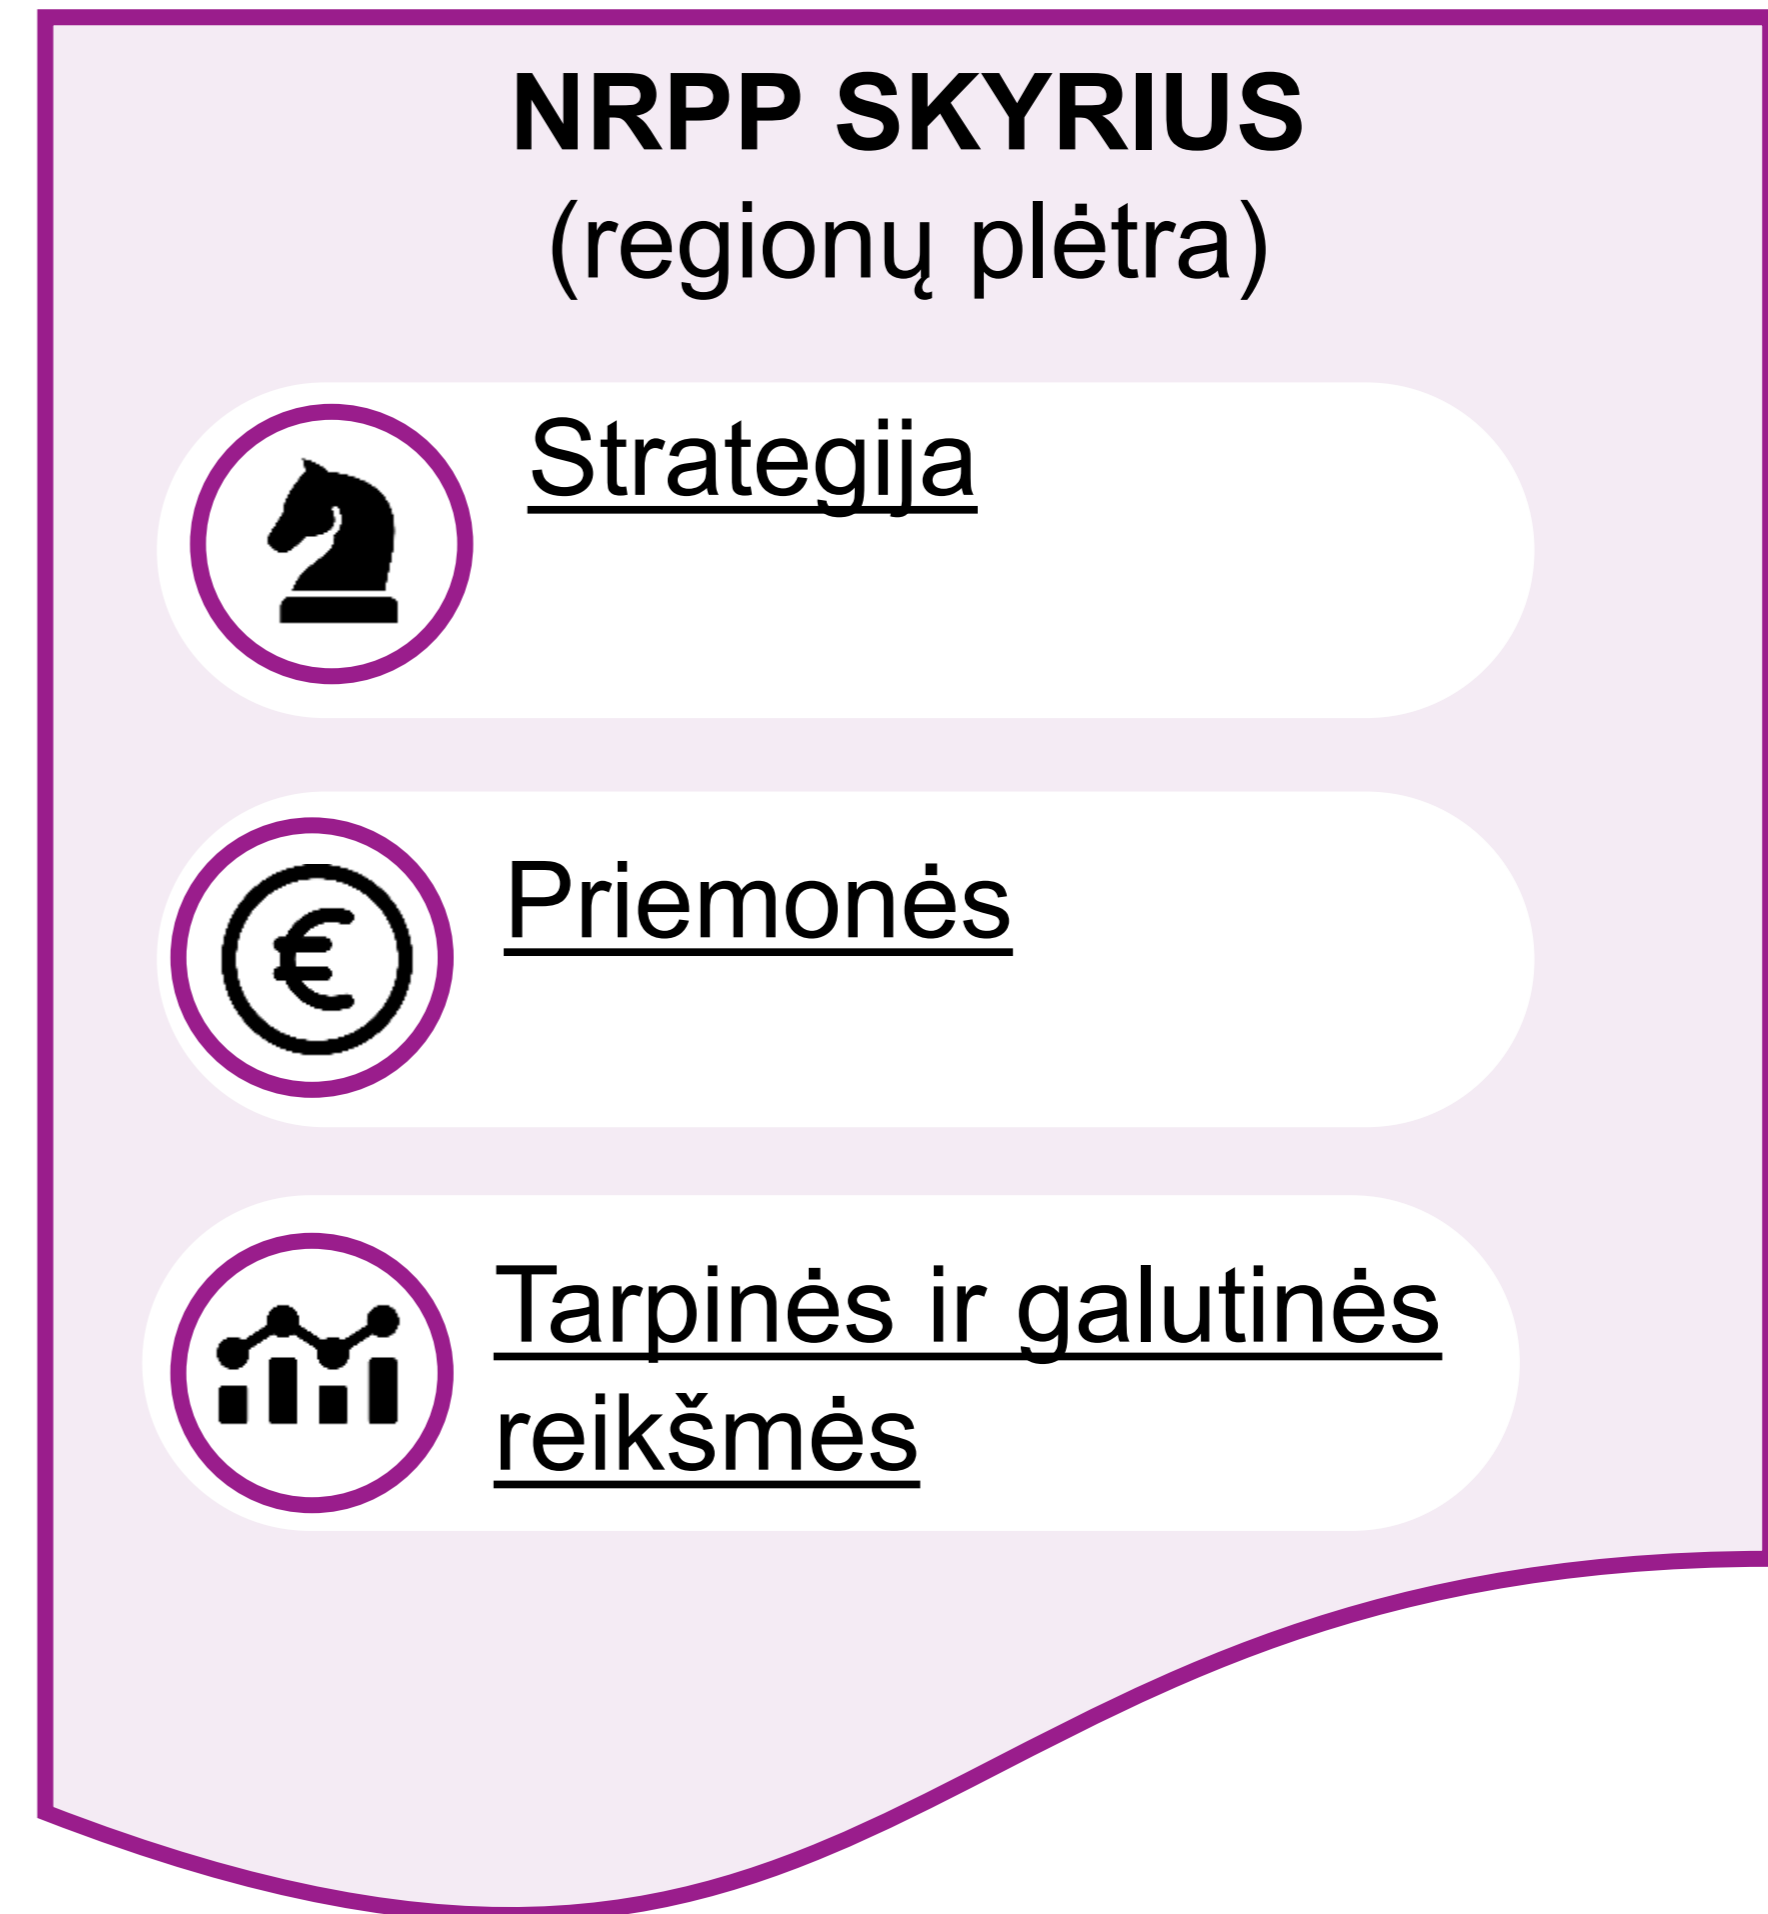 NRPP SKYRIUS
(regionų plėtra)
Strategija
Priemonės
Tarpinės ir galutinės
reikšmės